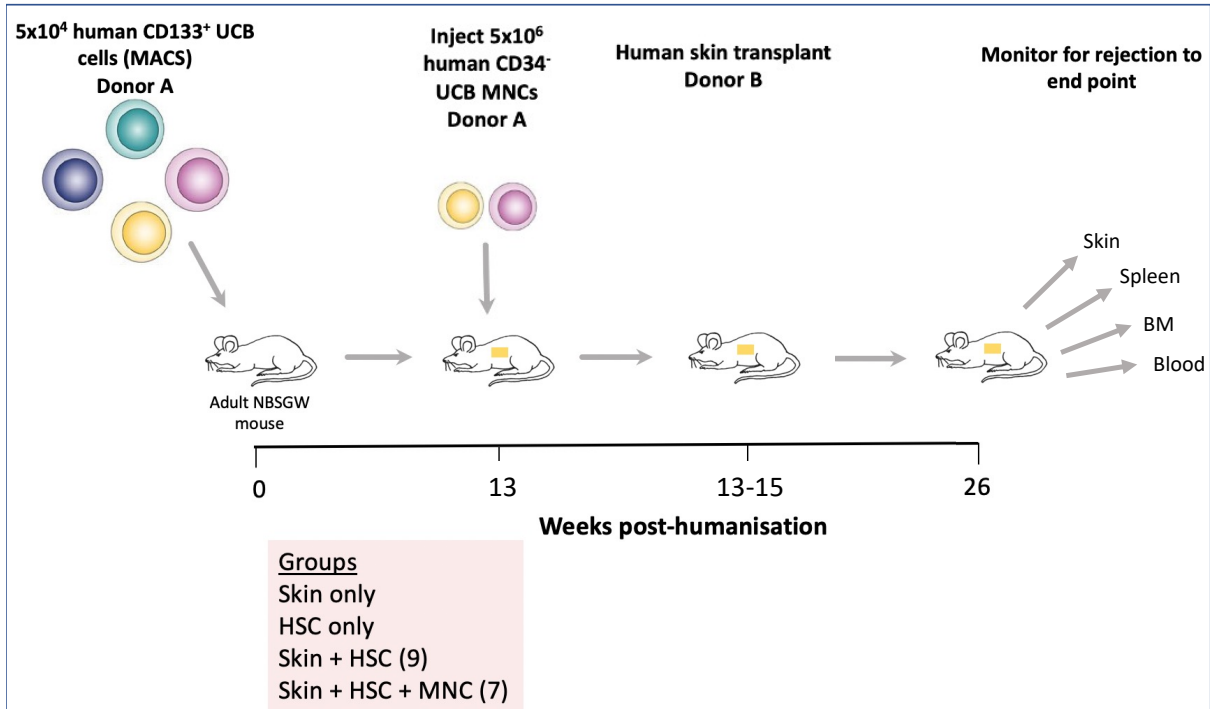 5x10⁴ human CD133⁺ UCB
cells (MACS)
Donor A
Inject 5x10⁶
human CD34⁻
UCB MNCs
Donor A
Human skin transplant
Donor B
Monitor for rejection to
end point
Skin
Spleen
BM
Blood
Adult NBSGW
mouse
0
13
13-15
26
Weeks post-humanisation
Groups
Skin only
HSC only
Skin + HSC (9)
Skin + HSC + MNC (7)